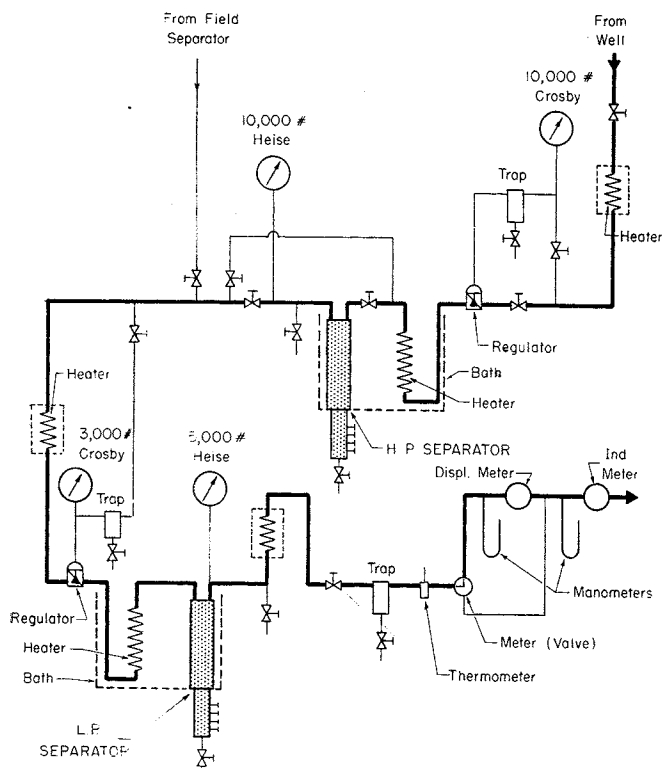 From Field
Separator
From
Well
10,000 #
Crosby
10,000 #
Heise
Trap
Heater
Regulator
Bath
Heater
Heater
H P SEPARATOR
3,000 #
Crosby
5,000 #
Heise
Trap
Displ. Meter
Ind
Meter
Trap
Manometers
Regulator
Meter (Valve)
Heater
Thermometer
Bath
L.P.
SEPARATOR